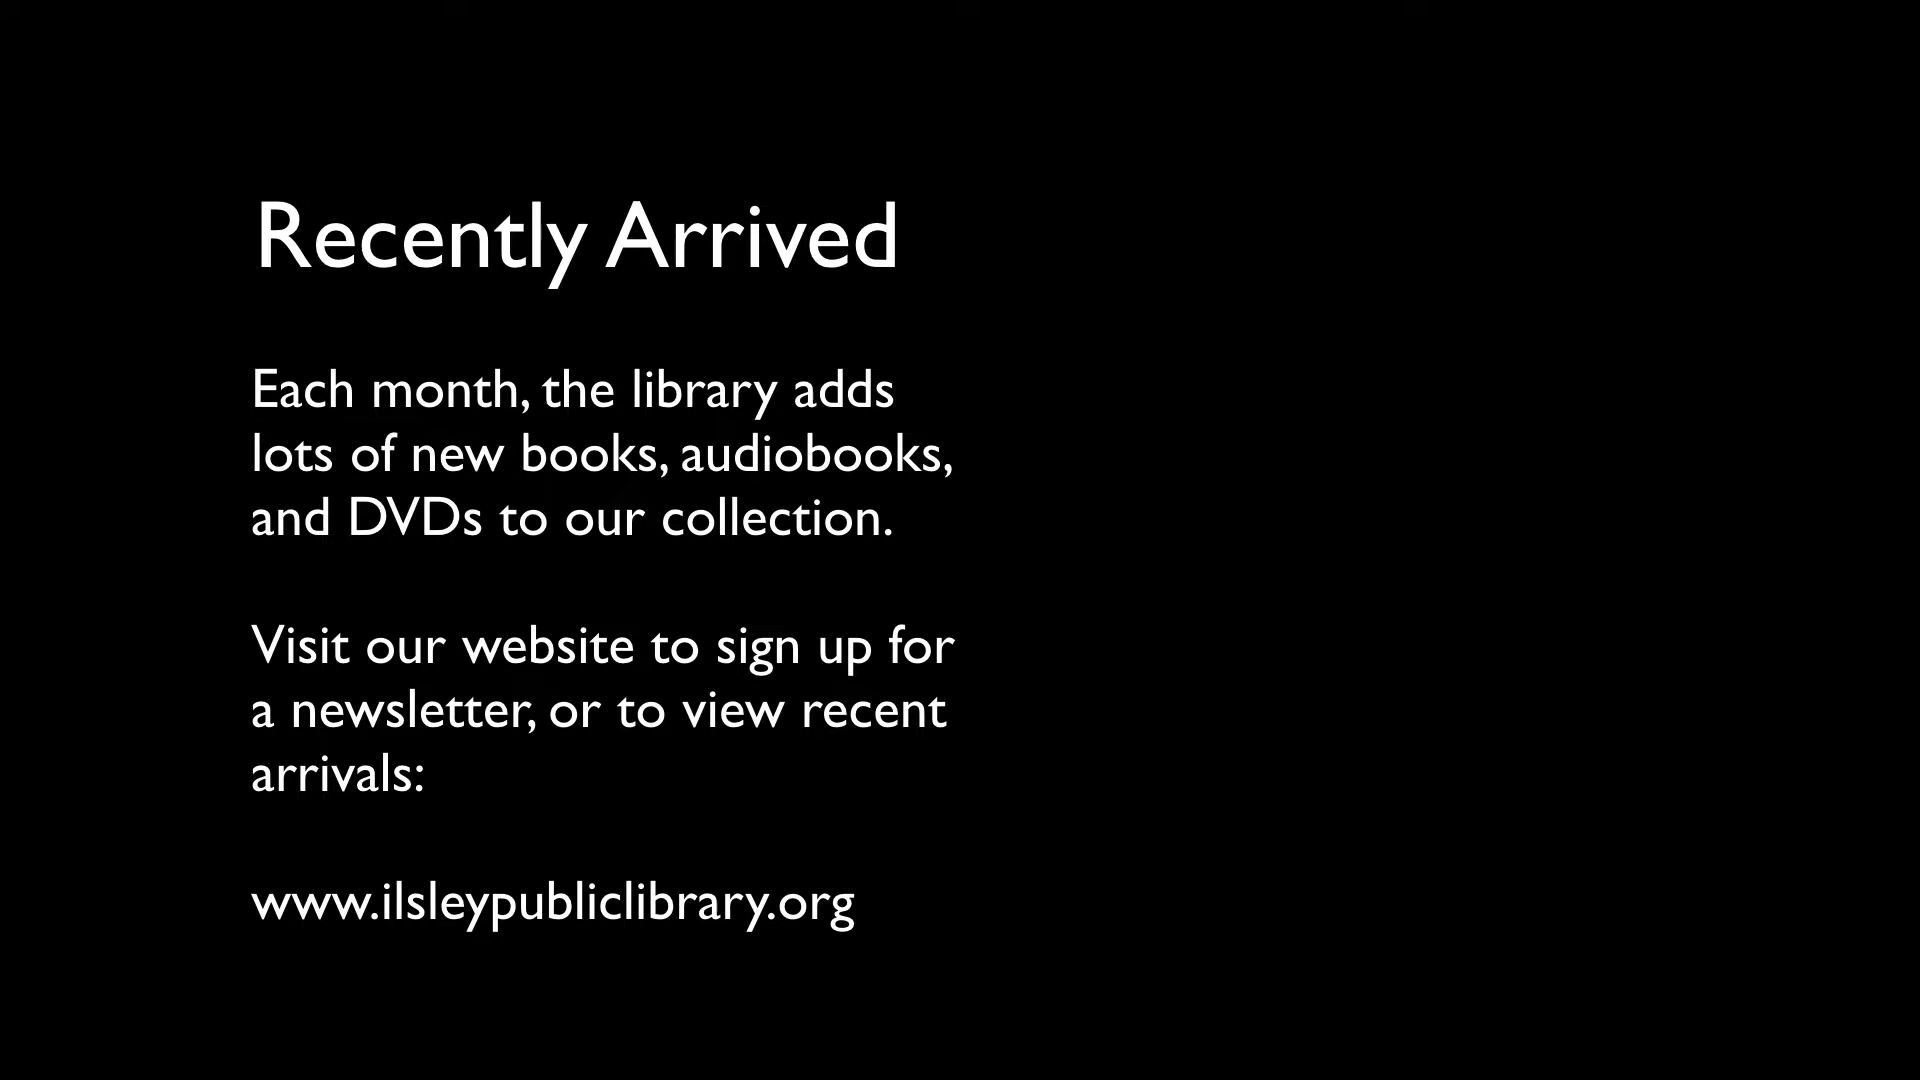 Recently Arrived
Each month, the library adds
lots of new books, audiobooks,
and DVDs to our collection.
Visit our website to sign up for
a newsletter, or to view recent
arrivals:
www.ilsleypubliclibrary.org